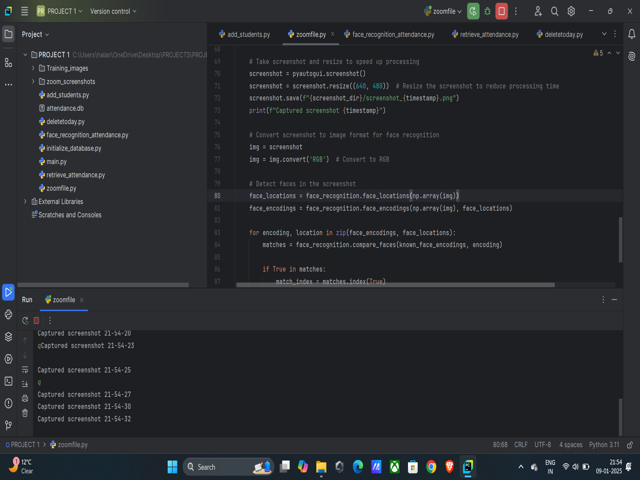 PR PROJECT 1 Version control zoomfile
Project
add_students.py zoomfile.py face_recognition_attendance.py retrieve_attendance.py deletetoday.py
PROJECT 1
Training_images
zoom_screenshots
add_students.py
attendance.db
deletetoday.py
face_recognition_attendance.py
initialize_database.py
main.py
retrieve_attendance.py
zoomfile.py
External Libraries
Scratches and Consoles
5
68
69 # Take screenshot and resize to speed up processing
70 screenshot = pyautogui.screenshot()
71 screenshot = screenshot.resize((640, 480)) # Resize the screenshot to reduce processing time
72 screenshot.save(f"{screenshot_dir}/screenshot_{timestamp}.png")
73 print(f"Captured screenshot {timestamp}")
74
75 # Convert screenshot to image format for face recognition
76 img = screenshot
77 img = img.convert('RGB') # Convert to RGB
78
79 # Detect faces in the screenshot
80 face_locations = face_recognition.face_locations(np.array(img))
81 face_encodings = face_recognition.face_encodings(np.array(img), face_locations)
82
83 for encoding, location in zip(face_encodings, face_locations):
84 matches = face_recognition.compare_faces(known_face_encodings, encoding)
85
86 if True in matches:
87 match_index = matches.index(True)
Run zoomfile
Captured screenshot 21-54-20
qCaptured screenshot 21-54-23
Captured screenshot 21-54-25
q
Captured screenshot 21-54-27
Captured screenshot 21-54-30
Captured screenshot 21-54-32
PROJECT 1 zoomfile.py 80:68 CRLF UTF-8 4 spaces Python 3.11
12°C
Clear
Search
ENG
IN
21:54
09-01-2025